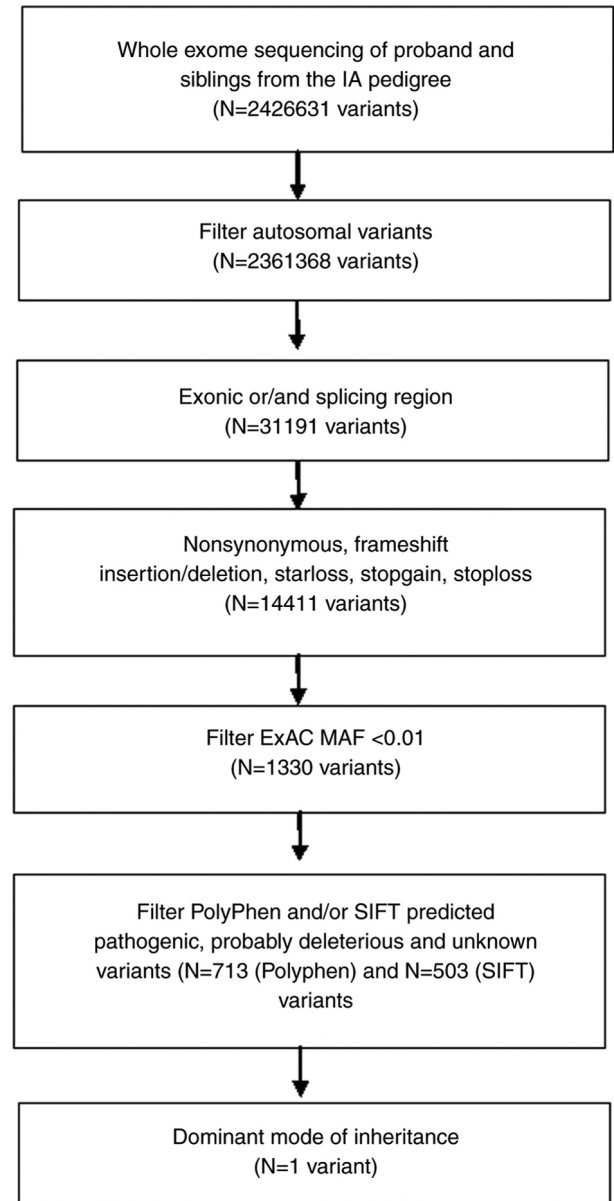 Whole exome sequencing of proband and
siblings from the IA pedigree
(N=2426631 variants)
Filter autosomal variants
(N=2361368 variants)
Exonic or/and splicing region
(N=31191 variants)
Nonsynonymous, frameshift
insertion/deletion, starloss, stopgain, stoploss
(N=14411 variants)
Filter ExAC MAF <0.01
(N=1330 variants)
Filter PolyPhen and/or SIFT predicted
pathogenic, probably deleterious and unknown
variants (N=713 (Polyphen) and N=503 (SIFT)
variants
Dominant mode of inheritance
(N=1 variant)